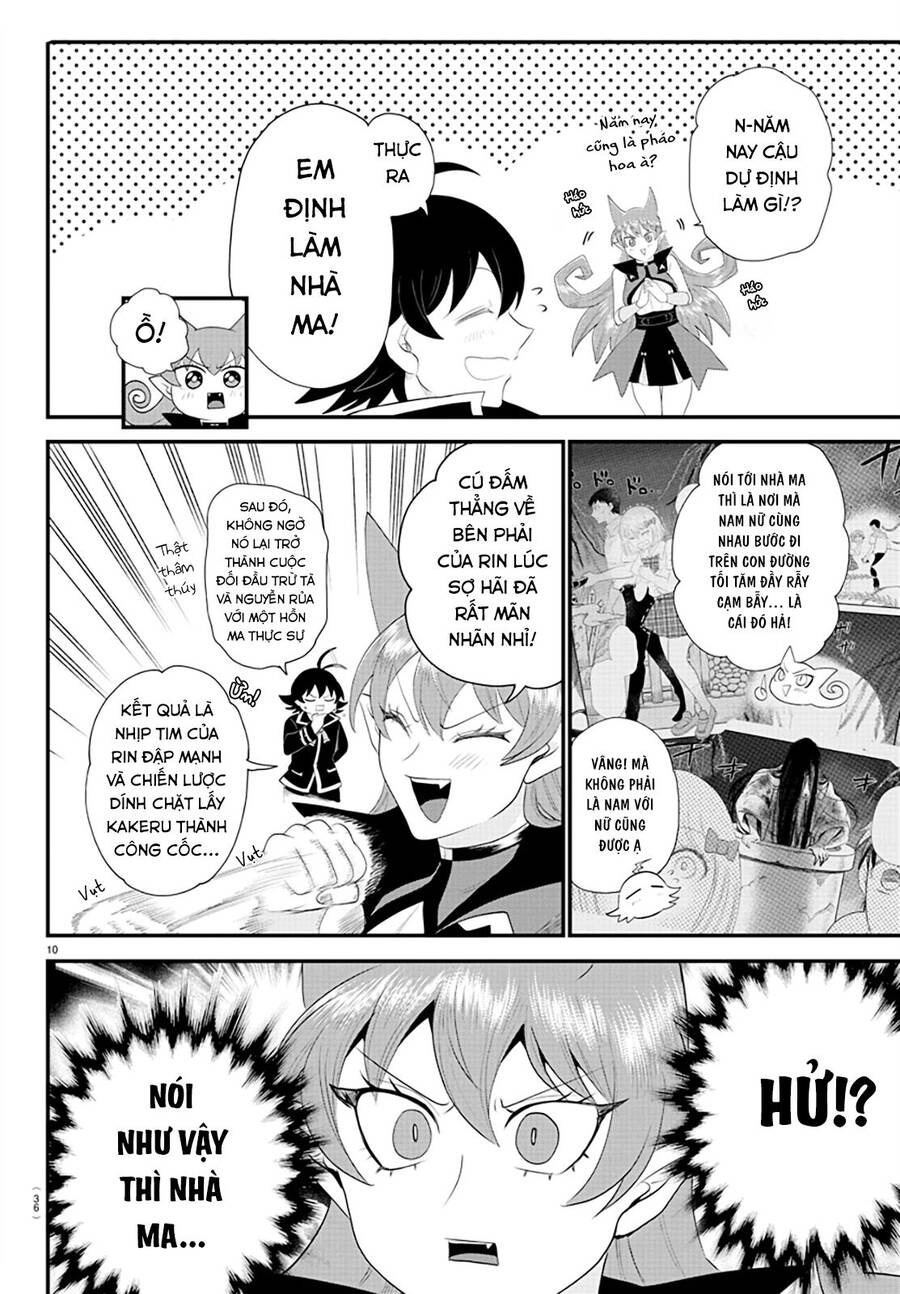 N-NĂM
NAY CẬU
DỰ ĐỊNH
LÀM
GÌ!?
Năm nay,
cũng là pháo
hoa à?
Háo
hức
Háo
hức
THỰC
RA
EM
ĐỊNH
LÀM
NHÀ
MA!
Ồ!
NÓI TỚI NHÀ MA
THÌ LÀ NƠI MÀ
NAM NỮ CÙNG
NHAU BƯỚC ĐI
TRÊN CON ĐƯỜNG
TỐI TĂM ĐẦY RẪY
CẠM BẪY... LÀ
CÁI ĐÓ HẢ!
ドド
ドロ。
VÂNG! MÀ
KHÔNG PHẢI
LÀ NAM VỚI
NỮ CŨNG
ĐƯỢC Ạ
CÚ ĐẤM
THẲNG VỀ
BÊN PHẢI
CỦA RIN LÚC
SỢ HÃI ĐÃ
RẤT MÃN
NHÃN NHỈ!
SAU ĐÓ,
KHÔNG NGỜ
NÓ LẠI TRỞ
THÀNH CUỘC
ĐỐI ĐẦU TRỪ TÀ
VÀ NGUYỀN RỦA
VỚI MỘT HỒN
MA THỰC SỰ
Thật
thâm
thúy
Ừm!
KẾT QUẢ LÀ
NHỊP TIM CỦA
RIN ĐẬP MẠNH
VÀ CHIẾN LƯỢC
DÍNH CHẶT LẤY
KAKERU THÀNH
CÔNG CỐC...
Vụt
Vụt
10
HỬ!?
NÓI
NHƯ VẬY
THÌ NHÀ
MA...
(36)